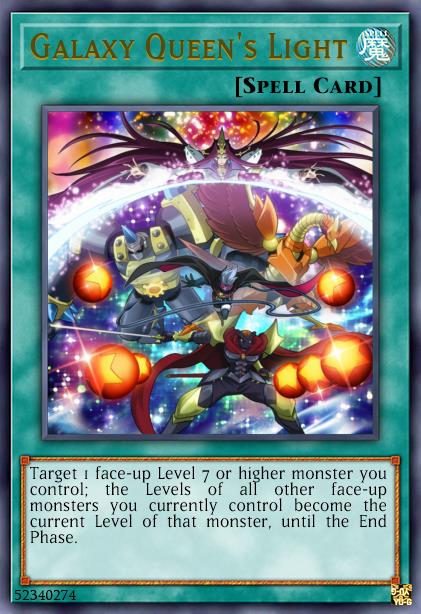 Galaxy Queen's Light
[Spell Card]
Target 1 face-up Level 7 or higher monster you
control; the Levels of all other face-up
monsters you currently control become the
current Level of that monster, until the End
Phase.
52340274